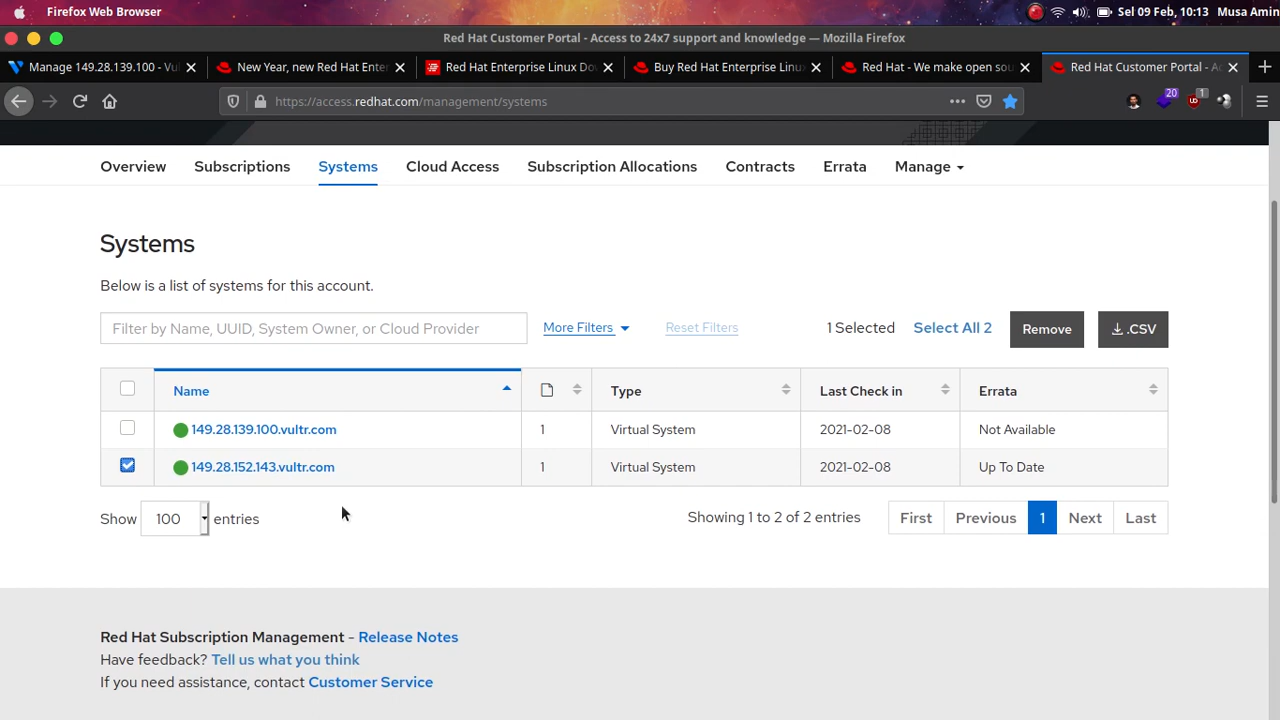 Firefox Web Browser
Sel 09 Feb, 10:13 Musa Amin
Red Hat Customer Portal - Access to 24x7 support and knowledge — Mozilla Firefox
Manage 149.28.139.100 - Vul
New Year, new Red Hat Enter
Red Hat Enterprise Linux Do
Buy Red Hat Enterprise Linu
Red Hat - We make open sou
Red Hat Customer Portal - Ac
https://access.redhat.com/management/systems
20
1
Overview Subscriptions Systems Cloud Access Subscription Allocations Contracts Errata Manage
Systems
Below is a list of systems for this account.
Filter by Name, UUID, System Owner, or Cloud Provider More Filters Reset Filters 1 Selected Select All 2 Remove .CSV
Name Type Last Check in Errata
149.28.139.100.vultr.com 1 Virtual System 2021-02-08 Not Available
149.28.152.143.vultr.com 1 Virtual System 2021-02-08 Up To Date
Show 100 entries Showing 1 to 2 of 2 entries First Previous 1 Next Last
Red Hat Subscription Management - Release Notes
Have feedback? Tell us what you think
If you need assistance, contact Customer Service